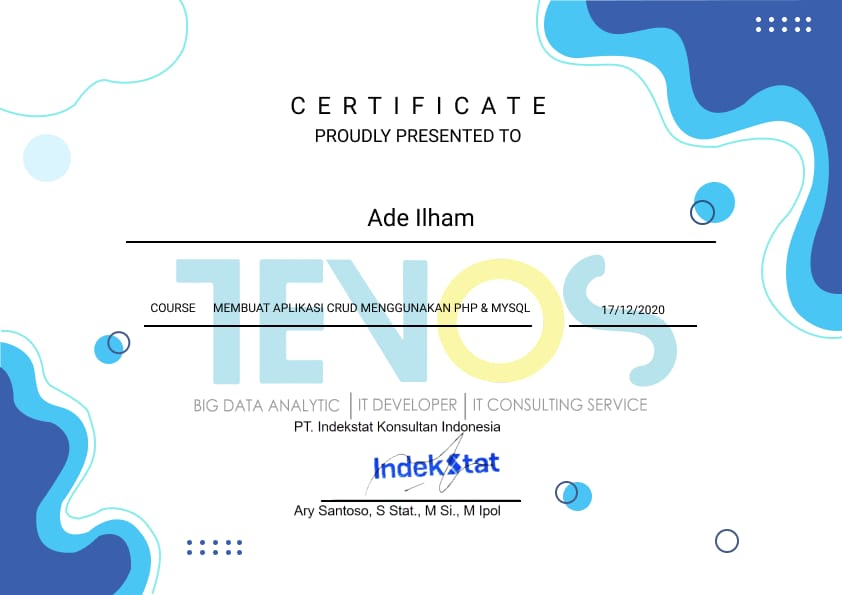 CERTIFICATE
PROUDLY PRESENTED TO
Ade Ilham
TENOS
COURSE MEMBUAT APLIKASI CRUD MENGGUNAKAN PHP & MYSQL 17/12/2020
BIG DATA ANALYTIC | IT DEVELOPER | IT CONSULTING SERVICE
PT. Indekstat Konsultan Indonesia
IndekStat
Ary Santoso, S Stat., M Si., M Ipol